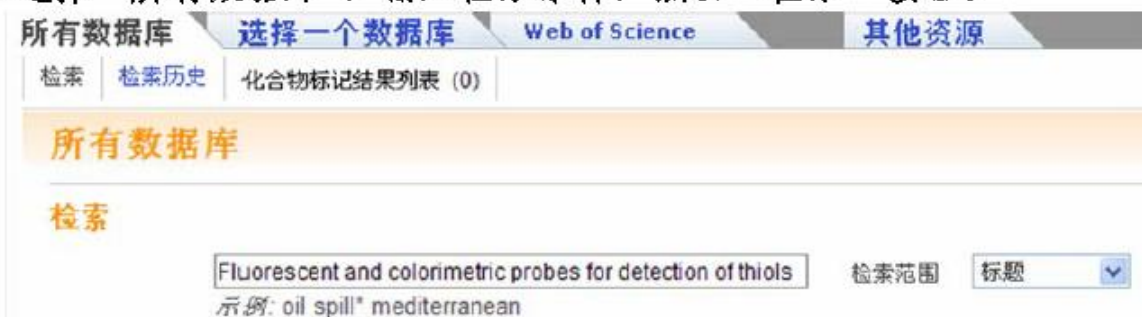 所有数据库 选择一个数据库 Web of Science 其他资源
检索 检索历史 化合物标记结果列表 (0)
所有数据库
检索
Fluorescent and colorimetric probes for detection of thiols 检索范围 标题
示例: oil spill* mediterranean